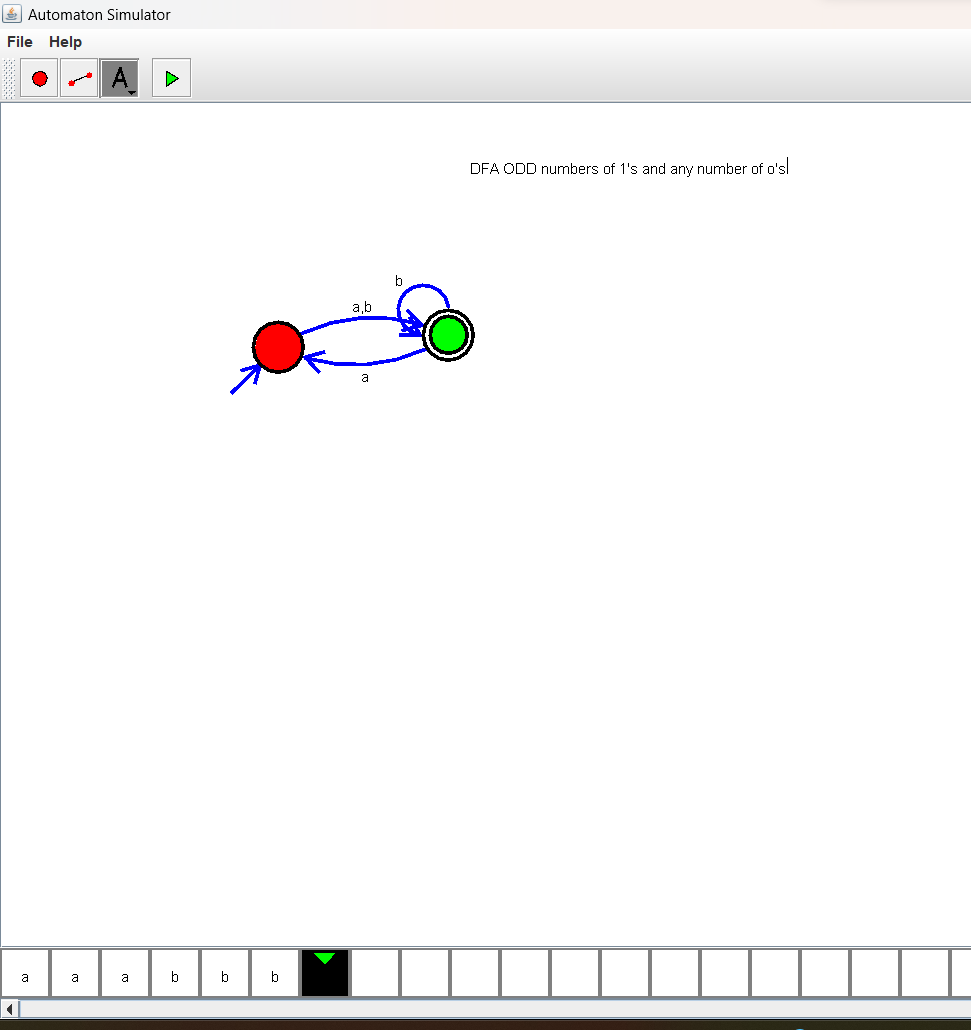 Automaton Simulator
File Help
A
DFA ODD numbers of 1's and any number of o's
b
a,b
a
a a a b b b